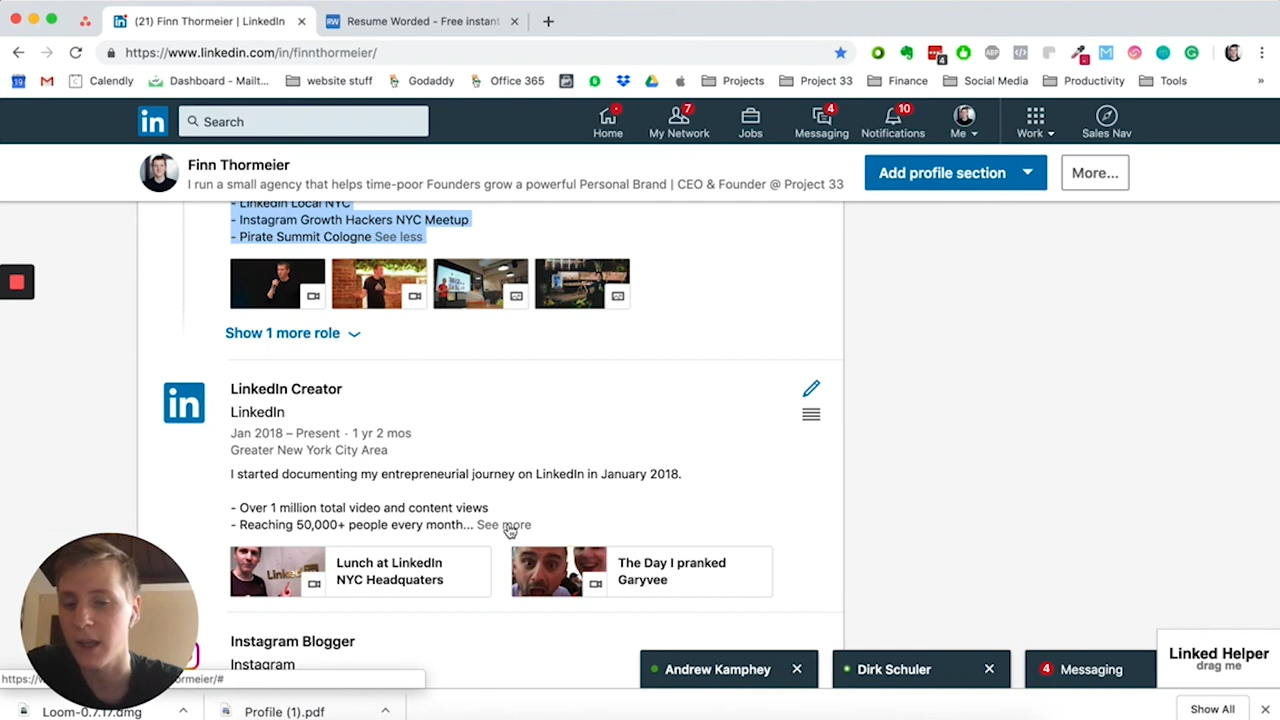 (21) Finn Thormeier | LinkedIn
RW Resume Worded - Free instant
https://www.linkedin.com/in/finnthormeier/
19 Calendly Dashboard - Mailt... website stuff Godaddy Office 365 Projects Project 33 Finance Social Media Productivity Tools »
in Search
Home
7 My Network
Jobs
4 Messaging
10 Notifications
Me
Work
Sales Nav
Finn Thormeier
I run a small agency that helps time-poor Founders grow a powerful Personal Brand | CEO & Founder @ Project 33
Add profile section
More...
- LinkedIn Local NYC
- Instagram Growth Hackers NYC Meetup
- Pirate Summit Cologne See less
Show 1 more role
in
LinkedIn Creator
LinkedIn
Jan 2018 – Present · 1 yr 2 mos
Greater New York City Area
I started documenting my entrepreneurial journey on LinkedIn in January 2018.
- Over 1 million total video and content views
- Reaching 50,000+ people every month... See more
Lunch at LinkedIn
NYC Headquaters
The Day I pranked
Garyvee
Instagram Blogger
Instagram
Andrew Kamphey
Dirk Schuler
4 Messaging
Linked Helper
drag me
Loom-0.7.17.dmg
Profile (1).pdf
Show All